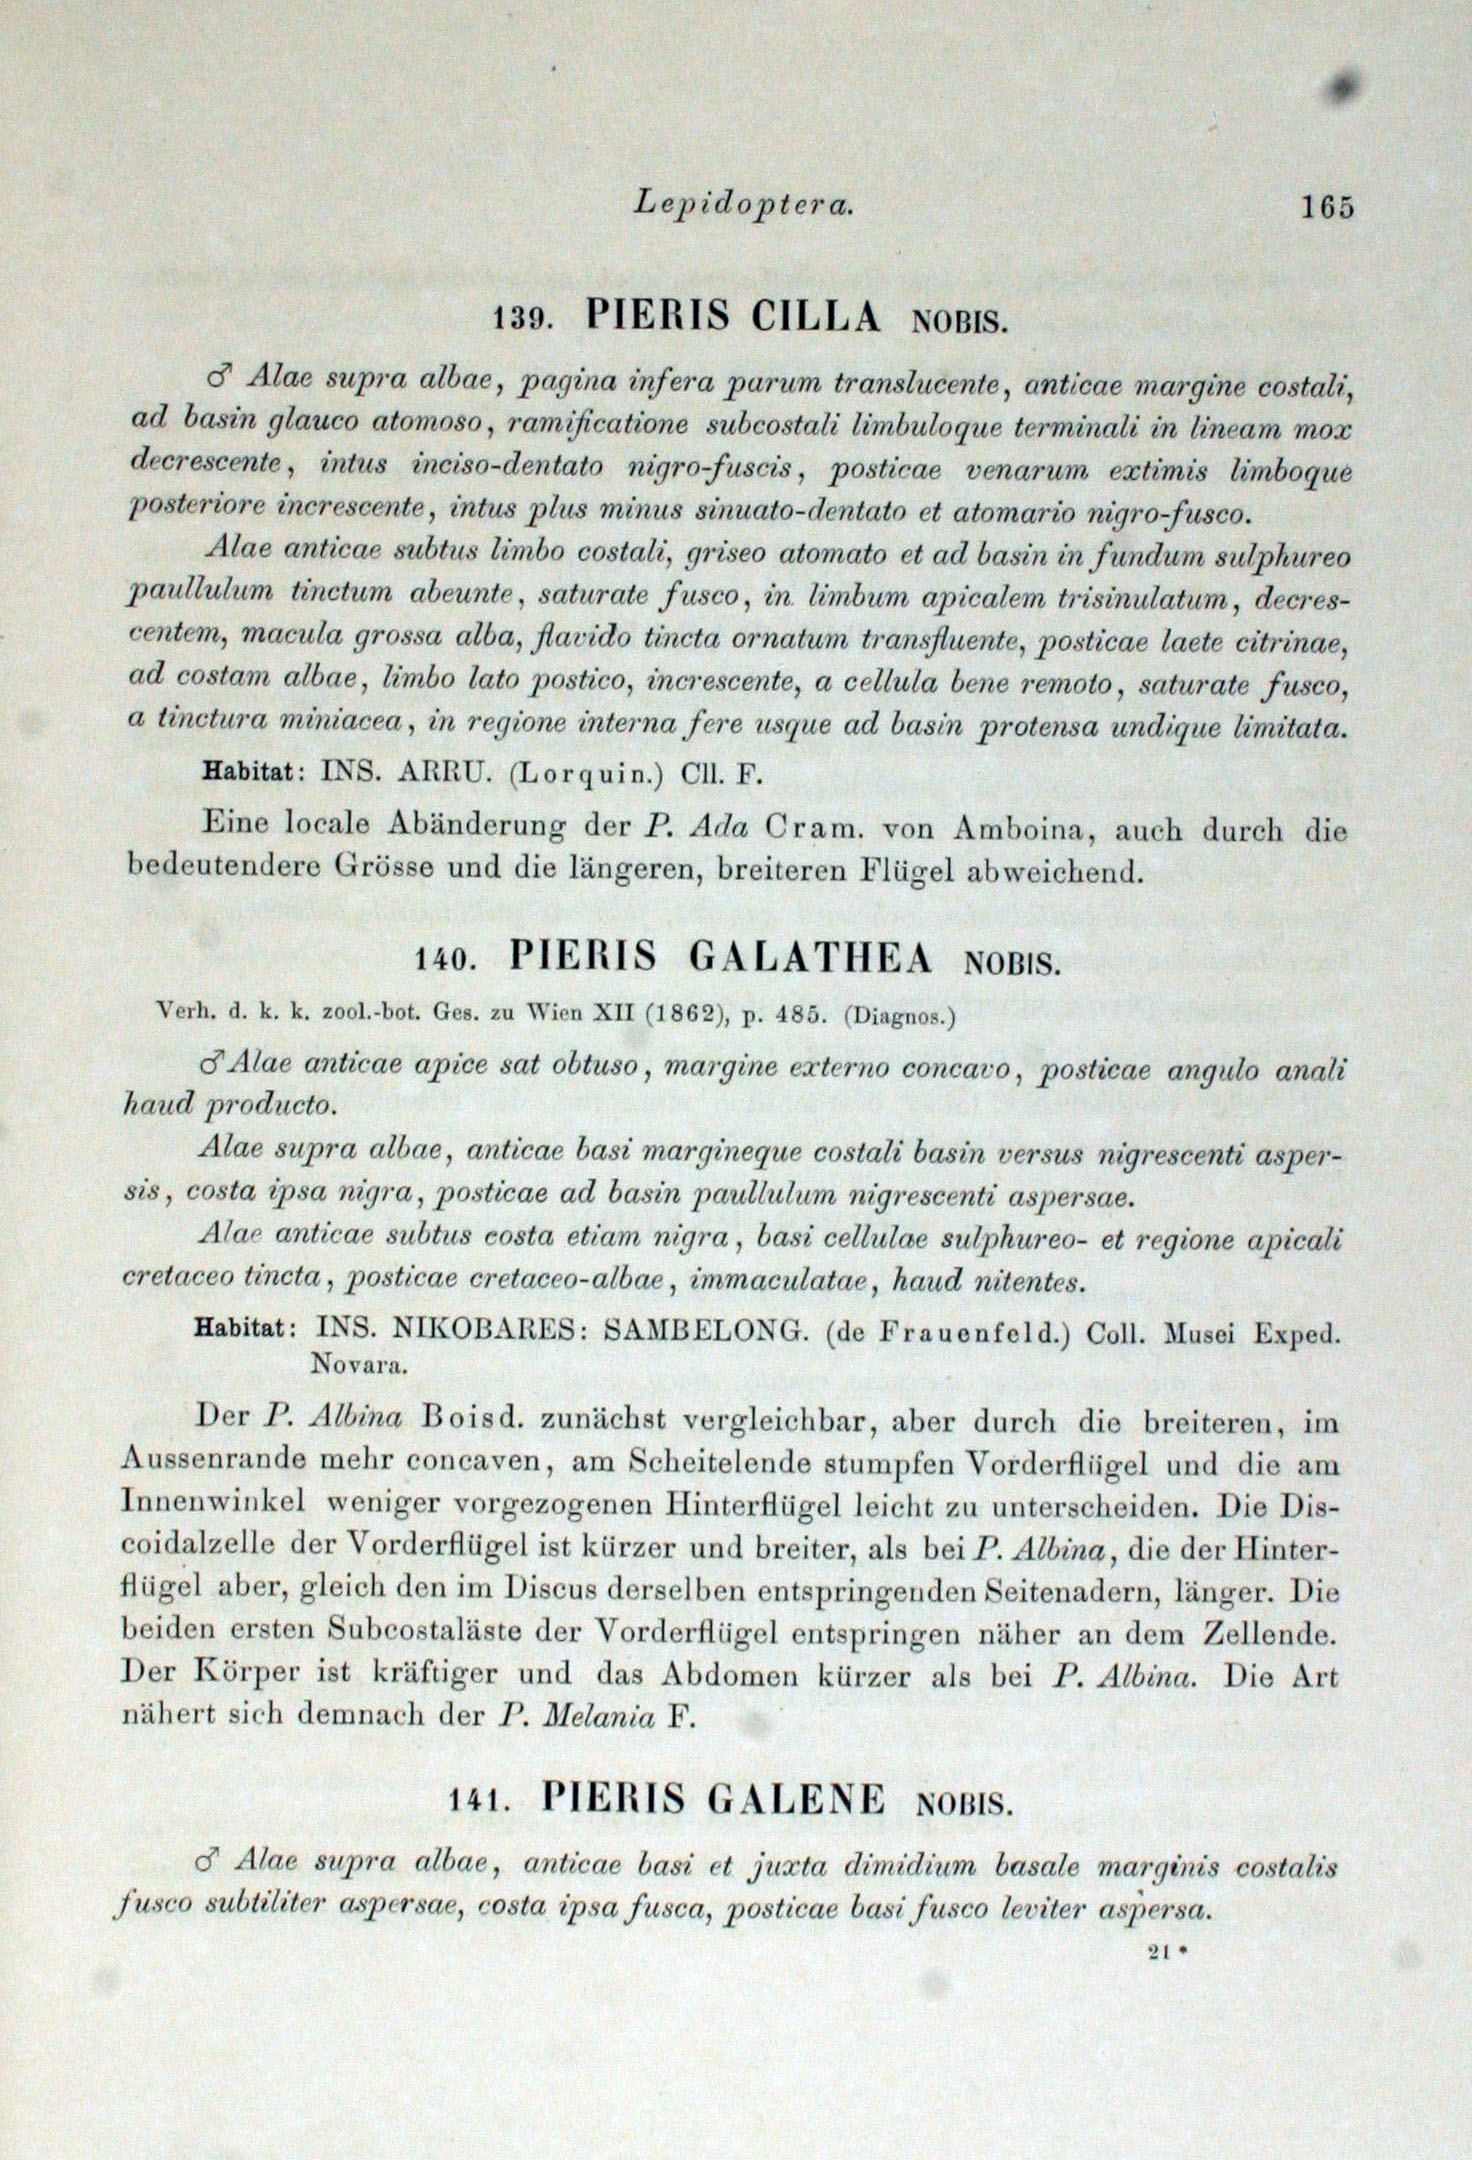 Lepidoptera. 165
139. PIERIS CILLA NOBIS.
♂ Alae supra albae, pagina infera parum translucente, anticae margine costali,
ad basin glauco atomoso, ramificatione subcostali limbuloque terminali in lineam mox
decrescente, intus inciso-dentato nigro-fuscis, posticae venarum extimis limboque
posteriore increscente, intus plus minus sinuato-dentato et atomario nigro-fusco.
Alae anticae subtus limbo costali, griseo atomato et ad basin in fundum sulphureo
paullulum tinctum abeunte, saturate fusco, in limbum apicalem trisinulatum, decres-
centem, macula grossa alba, flavido tincta ornatum transfluente, posticae laete citrinae,
ad costam albae, limbo lato postico, increscente, a cellula bene remoto, saturate fusco,
a tinctura miniacea, in regione interna fere usque ad basin protensa undique limitata.
Habitat: INS. ARRU. (Lorquin.) Cll. F.
Eine locale Abänderung der P. Ada Cram. von Amboina, auch durch die
bedeutendere Grösse und die längeren, breiteren Flügel abweichend.
140. PIERIS GALATHEA NOBIS.
Verh. d. k. k. zool.-bot. Ges. zu Wien XII (1862), p. 485. (Diagnos.)
♂ Alae anticae apice sat obtuso, margine externo concavo, posticae angulo anali
haud producto.
Alae supra albae, anticae basi margineque costali basin versus nigrescenti asper-
sis, costa ipsa nigra, posticae ad basin paullulum nigrescenti aspersae.
Alae anticae subtus costa etiam nigra, basi cellulae sulphureo- et regione apicali
cretaceo tincta, posticae cretaceo-albae, immaculatae, haud nitentes.
Habitat: INS. NIKOBARES: SAMBELONG. (de Frauenfeld.) Coll. Musei Exped.
Novara.
Der P. Albina Boisd. zunächst vergleichbar, aber durch die breiteren, im
Aussenrande mehr concaven, am Scheitelende stumpfen Vorderflügel und die am
Innenwinkel weniger vorgezogenen Hinterflügel leicht zu unterscheiden. Die Dis-
coidalzelle der Vorderflügel ist kürzer und breiter, als bei P. Albina, die der Hinter-
flügel aber, gleich den im Discus derselben entspringenden Seitenadern, länger. Die
beiden ersten Subcostaläste der Vorderflügel entspringen näher an dem Zellende.
Der Körper ist kräftiger und das Abdomen kürzer als bei P. Albina. Die Art
nähert sich demnach der P. Melania F.
141. PIERIS GALENE NOBIS.
♂ Alae supra albae, anticae basi et juxta dimidium basale marginis costalis
fusco subtiliter aspersae, costa ipsa fusca, posticae basi fusco leviter aspersa.
21*